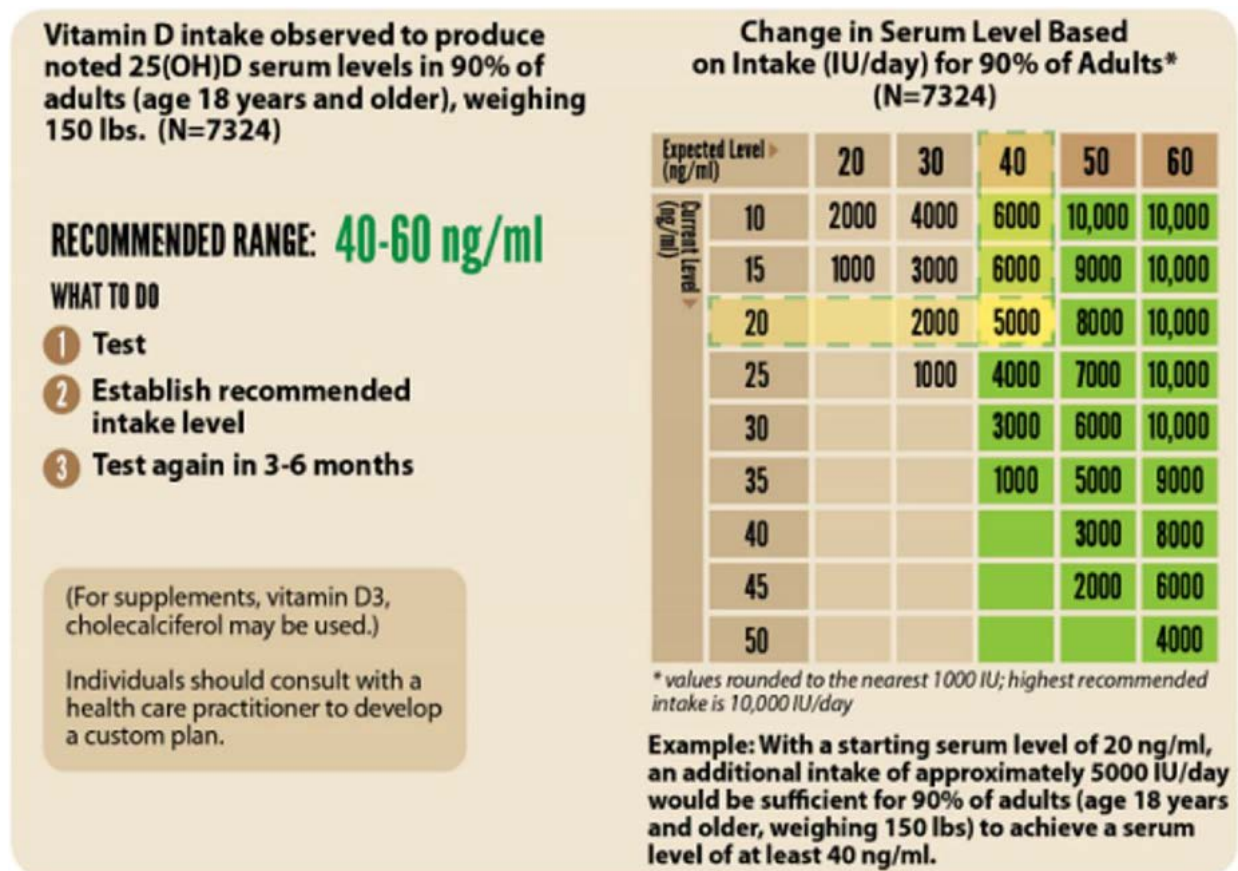 Vitamin D intake observed to produce
noted 25(OH)D serum levels in 90% of
adults (age 18 years and older), weighing
150 lbs. (N=7324)
RECOMMENDED RANGE: 40-60 ng/ml
WHAT TO DO
1 Test
2 Establish recommended
intake level
3 Test again in 3-6 months
(For supplements, vitamin D3,
cholecalciferol may be used.)
Individuals should consult with a
health care practitioner to develop
a custom plan.
Change in Serum Level Based
on Intake (IU/day) for 90% of Adults*
(N=7324)
Expected Level
(ng/ml)
20 30 40 50 60
Current Level
(ng/ml)
10 2000 4000 6000 10,000 10,000
15 1000 3000 6000 9000 10,000
20 2000 5000 8000 10,000
25 1000 4000 7000 10,000
30 3000 6000 10,000
35 1000 5000 9000
40 3000 8000
45 2000 6000
50 4000
* values rounded to the nearest 1000 IU; highest recommended
intake is 10,000 IU/day
Example: With a starting serum level of 20 ng/ml,
an additional intake of approximately 5000 IU/day
would be sufficient for 90% of adults (age 18 years
and older, weighing 150 lbs) to achieve a serum
level of at least 40 ng/ml.